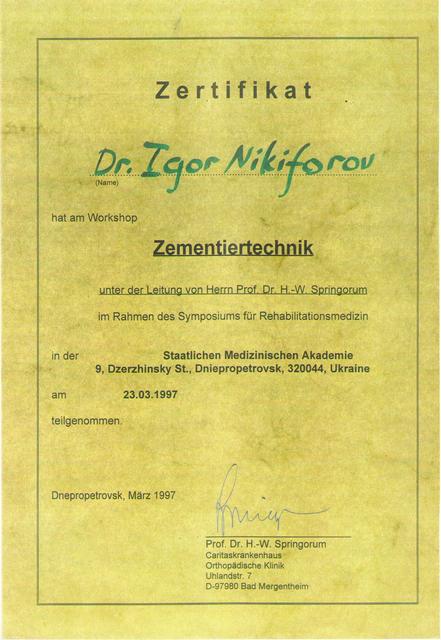 Zertifikat
Dr. Igor Nikiforov
(Name)
hat am Workshop
Zementiertechnik
unter der Leitung von Herrn Prof. Dr. H.-W. Springorum
im Rahmen des Symposiums für Rehabilitationsmedizin
in der Staatlichen Medizinischen Akademie
9, Dzerzhinsky St., Dniepropetrovsk, 320044, Ukraine
am 23.03.1997
teilgenommen.
Dnepropetrovsk, März 1997
Prof. Dr. H.-W. Springorum
Caritaskrankenhaus
Orthopädische Klinik
Uhlandstr. 7
D-97980 Bad Mergentheim